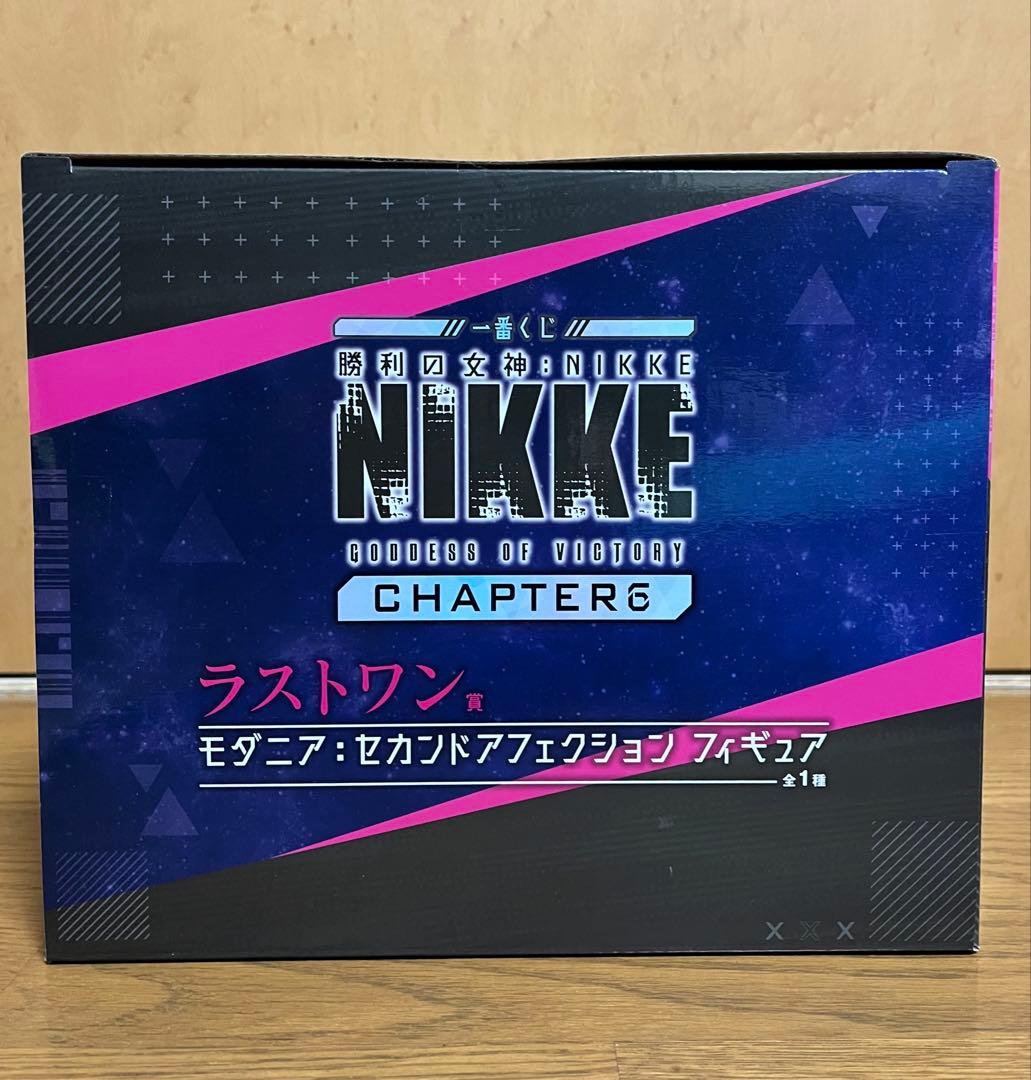 一番くじ
勝利の女神:NIKKE
NIKKE
GODDESS OF VICTORY
CHAPTER6
ラストワン賞
モダニア:セカンドアフェクション フィギュア
全1種
X X X